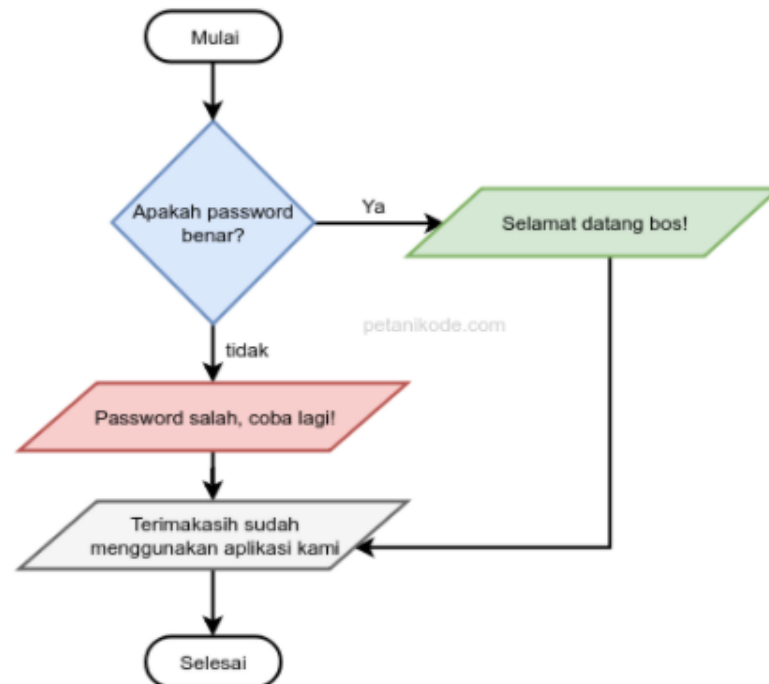 Mulai
Apakah password
benar?
Ya
Selamat datang bos!
petanikode.com
tidak
Password salah, coba lagi!
Terimakasih sudah
menggunakan aplikasi kami
Selesai